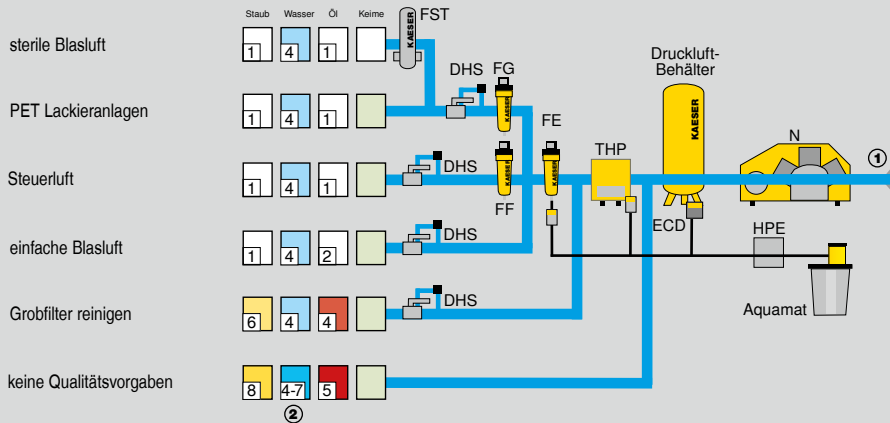 Staub Wasser Öl Keime
FST
KAESER
sterile Blasluft
1 4 1
DHS
FG
KAESER
Druckluft-
Behälter
KAESER
PET Lackieranlagen
1 4 1
FE
KAESER
THP
N
①
Steuerluft
1 4 1
DHS
KAESER
FF
ECD
HPE
einfache Blasluft
1 4 2
DHS
Aquamat
Grobfilter reinigen
6 4 4
DHS
keine Qualitätsvorgaben
8 4-7 5
②